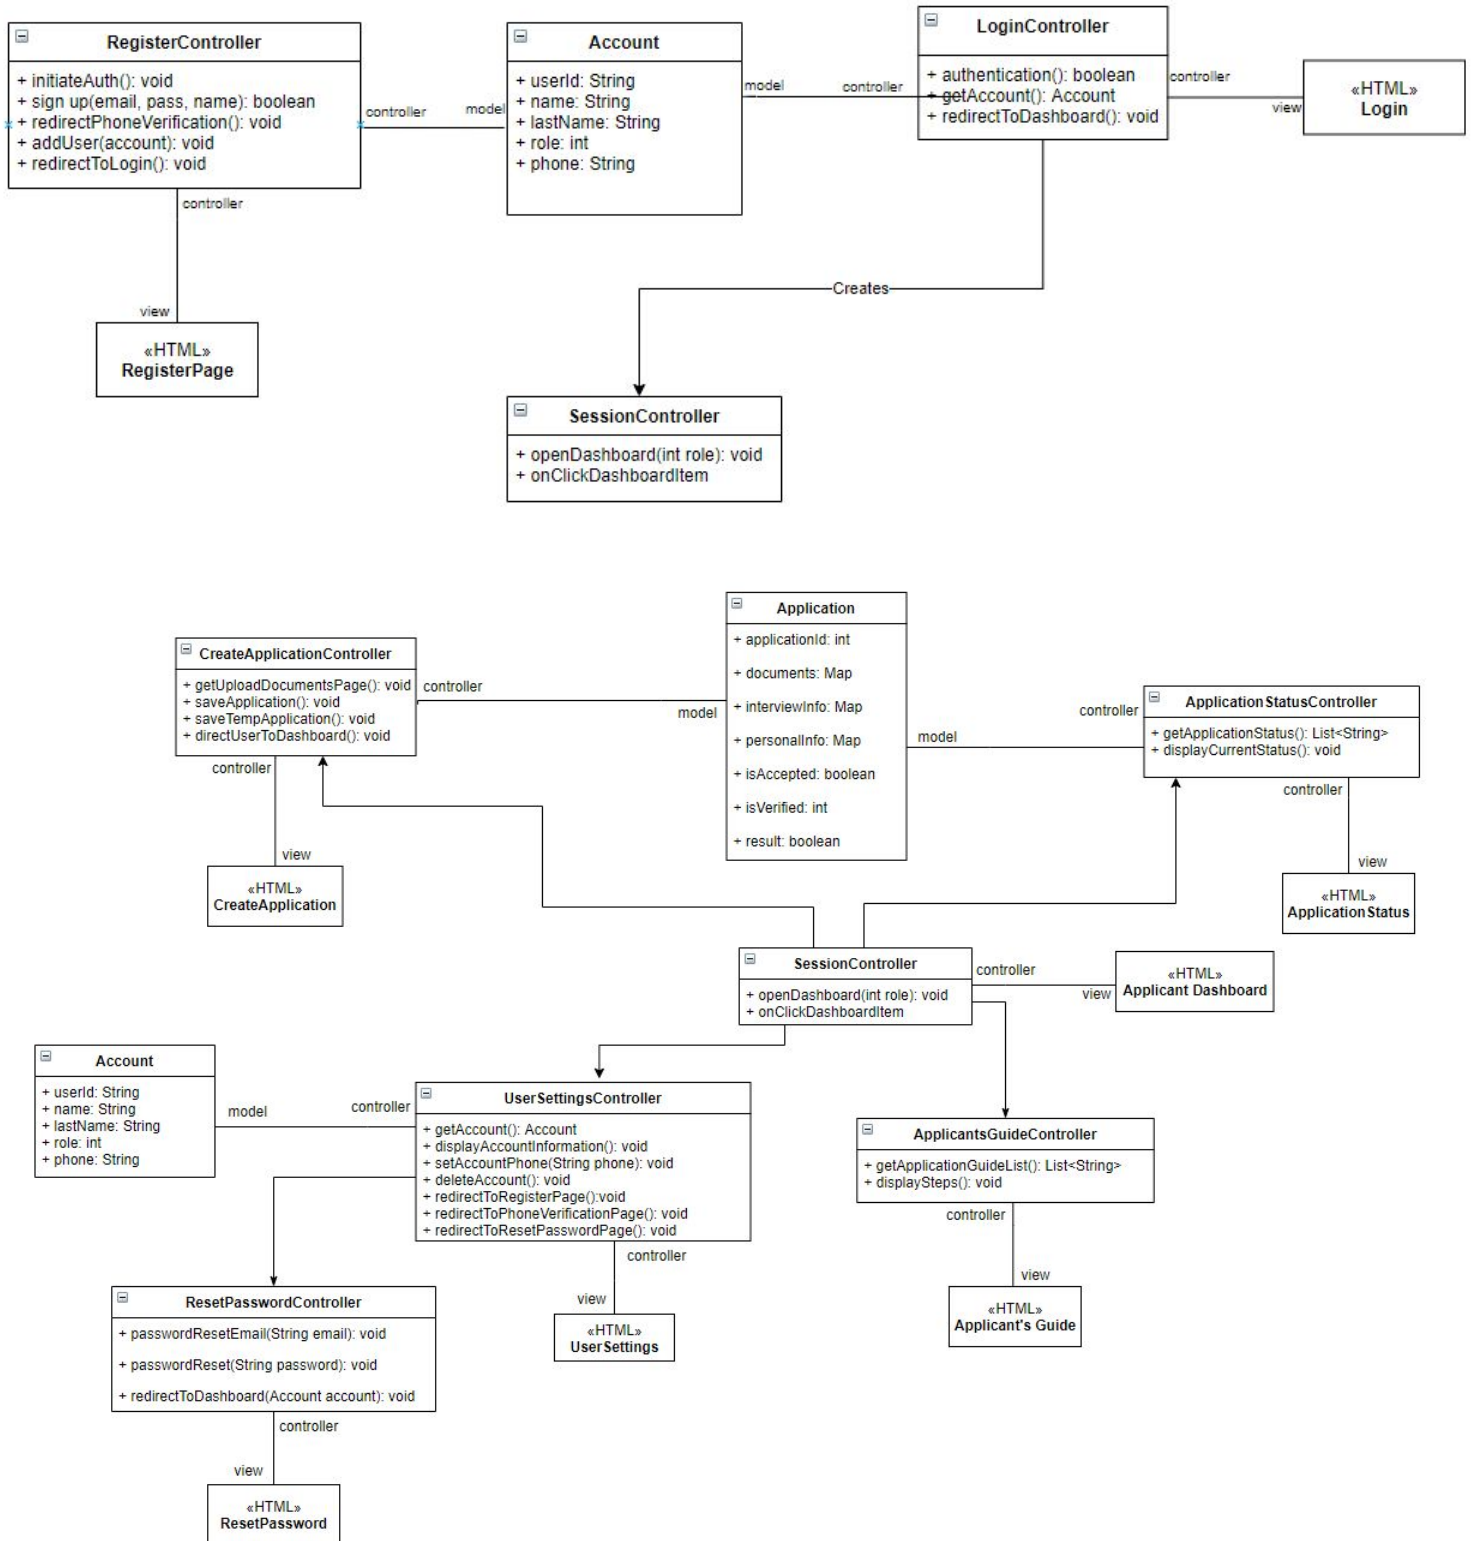 RegisterController
+ initiateAuth(): void
+ sign up(email, pass, name): boolean
+ redirectPhoneVerification(): void
+ addUser(account): void
+ redirectToLogin(): void
controller
model
Account
+ userId: String
+ name: String
+ lastName: String
+ role: int
+ phone: String
model
controller
LoginController
+ authentication(): boolean
+ getAccount(): Account
+ redirectToDashboard(): void
controller
view
«HTML»
Login
controller
view
«HTML»
RegisterPage
Creates
SessionController
+ openDashboard(int role): void
+ onClickDashboardItem
CreateApplicationController
+ getUploadDocumentsPage(): void
+ saveApplication(): void
+ saveTempApplication(): void
+ directUserToDashboard(): void
controller
model
Application
+ applicationId: int
+ documents: Map
+ interviewInfo: Map
+ personalInfo: Map
+ isAccepted: boolean
+ isVerified: int
+ result: boolean
model
controller
ApplicationStatusController
+ getApplicationStatus(): List<String>
+ displayCurrentStatus(): void
controller
view
«HTML»
CreateApplication
controller
view
«HTML»
ApplicationStatus
SessionController
+ openDashboard(int role): void
+ onClickDashboardItem
controller
view
«HTML»
Applicant Dashboard
Account
+ userId: String
+ name: String
+ lastName: String
+ role: int
+ phone: String
model
controller
UserSettingsController
+ getAccount(): Account
+ displayAccountInformation(): void
+ setAccountPhone(String phone): void
+ deleteAccount(): void
+ redirectToRegisterPage():void
+ redirectToPhoneVerificationPage(): void
+ redirectToResetPasswordPage(): void
ApplicantsGuideController
+ getApplicationGuideList(): List<String>
+ displaySteps(): void
controller
view
«HTML»
UserSettings
controller
view
«HTML»
Applicant's Guide
ResetPasswordController
+ passwordResetEmail(String email): void
+ passwordReset(String password): void
+ redirectToDashboard(Account account): void
controller
view
«HTML»
ResetPassword